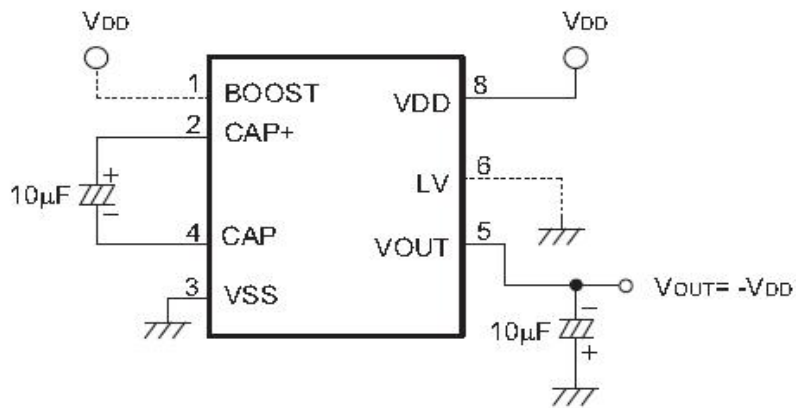 VDD
VDD
1
BOOST
8
VDD
2
CAP+
6
LV
+
10µF
−
4
CAP
5
VOUT
3
VSS
VOUT= -VDD
−
10µF
+